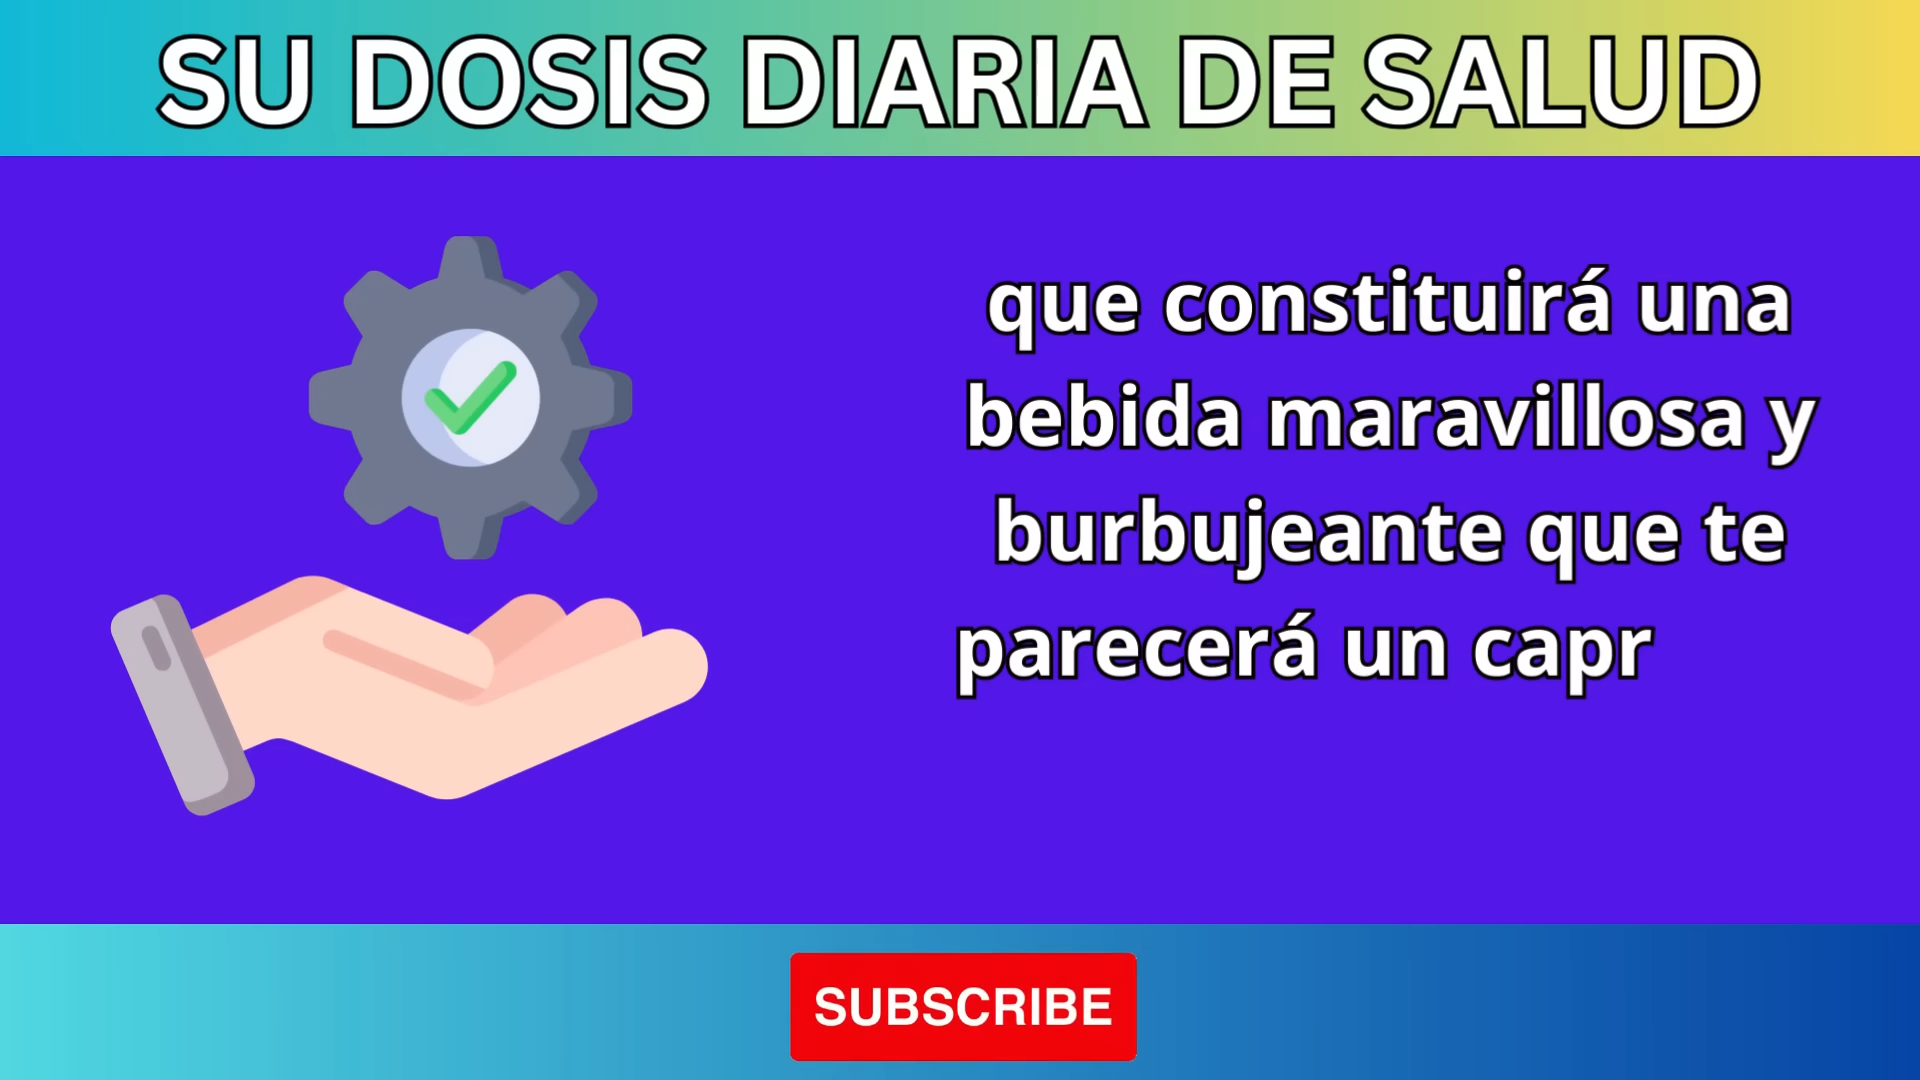 SU DOSIS DIARIA DE SALUD
que constituirá una
bebida maravillosa y
burbujeante que te
parecerá un capr
SUBSCRIBE